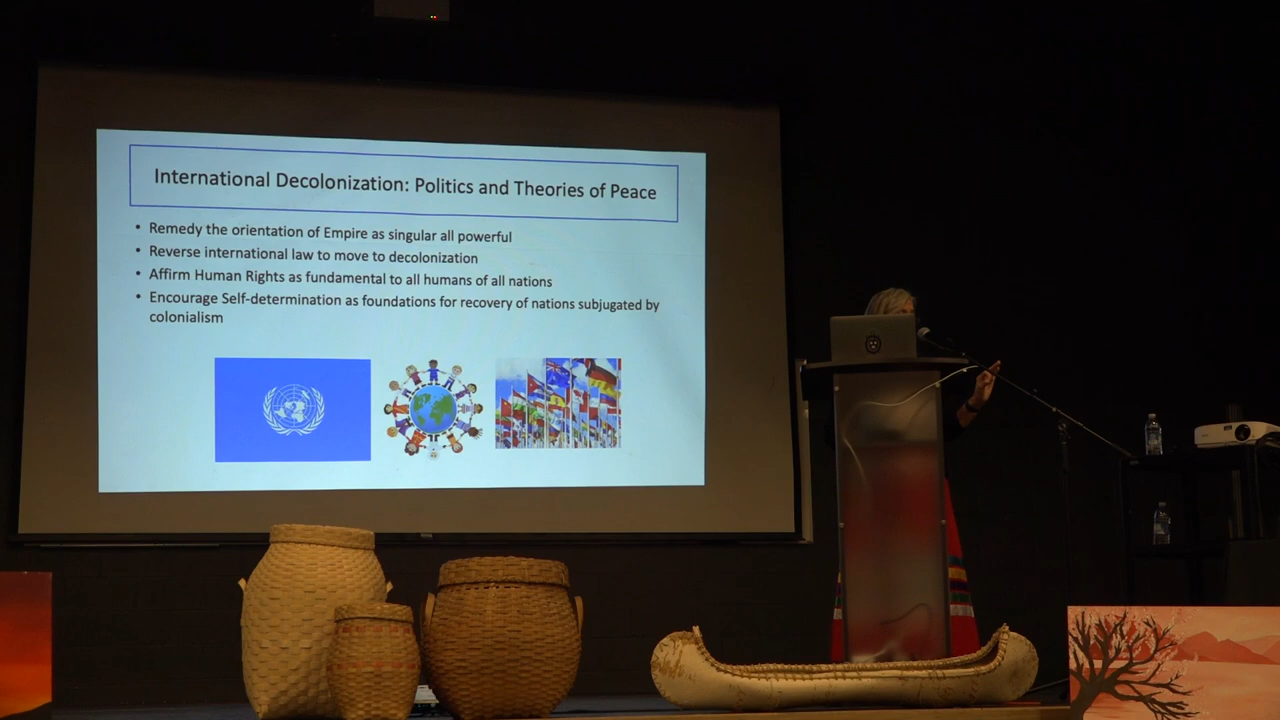 International Decolonization: Politics and Theories of Peace
• Remedy the orientation of Empire as singular all powerful
• Reverse international law to move to decolonization
• Affirm Human Rights as fundamental to all humans of all nations
• Encourage Self-determination as foundations for recovery of nations subjugated by
colonialism